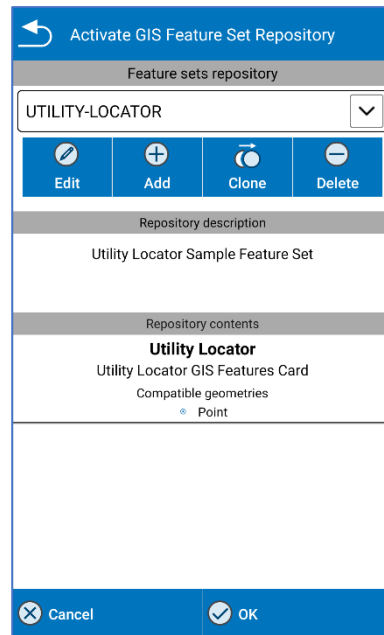 Activate GIS Feature Set Repository
Feature sets repository
UTILITY-LOCATOR
Edit Add Clone Delete
Repository description
Utility Locator Sample Feature Set
Repository contents
Utility Locator
Utility Locator GIS Features Card
Compatible geometries
Point
Cancel OK